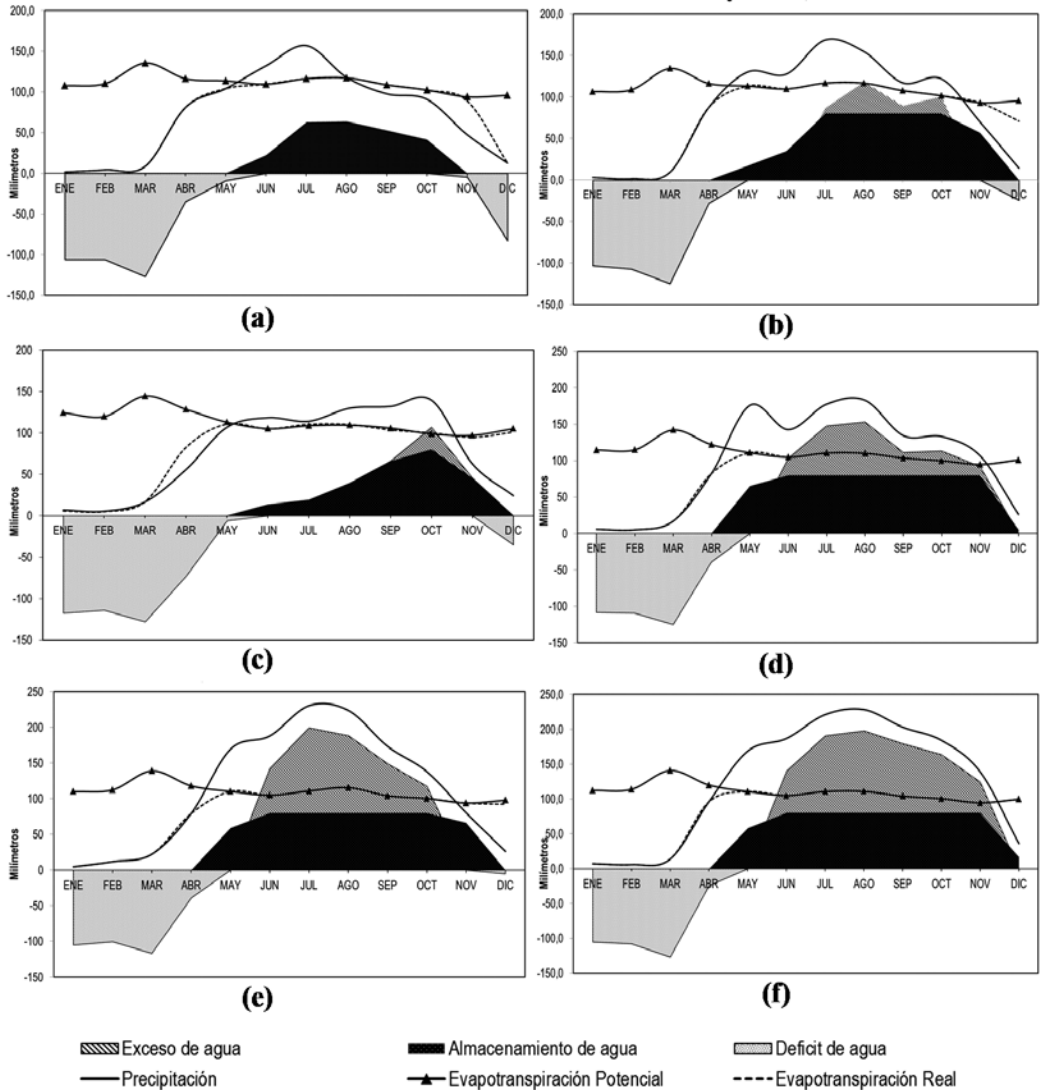 200,0
150,0
100,0
50,0
0,0
-50,0
-100,0
-150,0
Milímetros
ENE FEB MAR ABR MAY JUN JUL AGO SEP OCT NOV DIC
(a)
200,0
150,0
100,0
50,0
0,0
-50,0
-100,0
-150,0
Milímetros
ENE FEB MAR ABR MAY JUN JUL AGO SEP OCT NOV DIC
(b)
200
150
100
50
0
-50
-100
-150
Milímetros
ENE FEB MAR ABR MAY JUN JUL AGO SEP OCT NOV DIC
(c)
250
200
150
100
50
0
-50
-100
-150
Milímetros
ENE FEB MAR ABR MAY JUN JUL AGO SEP OCT NOV DIC
(d)
250
200
150
100
50
0
-50
-100
-150
Milímetros
ENE FEB MAR ABR MAY JUN JUL AGO SEP OCT NOV DIC
(e)
250,0
200,0
150,0
100,0
50,0
0,0
-50,0
-100,0
-150,0
Milímetros
ENE FEB MAR ABR MAY JUN JUL AGO SEP OCT NOV DIC
(f)
Exceso de agua Almacenamiento de agua Deficit de agua
Precipitación Evapotranspiración Potencial Evapotranspiración Real